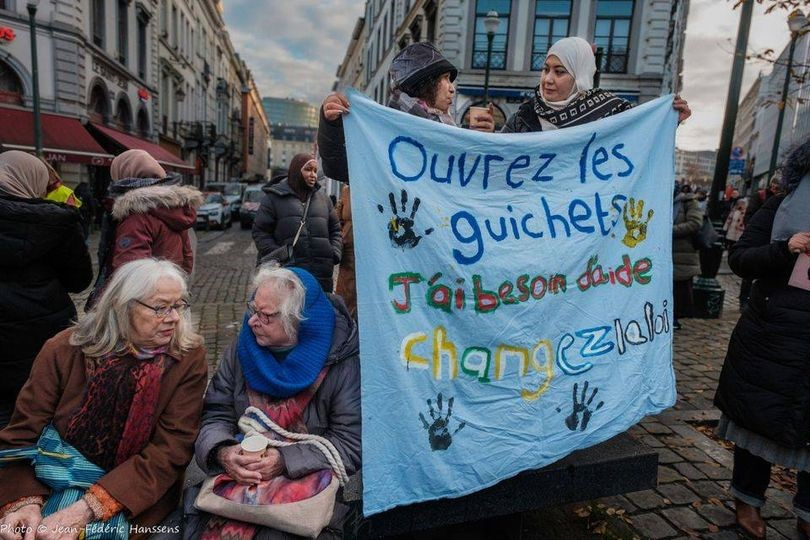 Ouvrez les
guichets
J'ai besoin d'aide
changez la loi
Photo © Jean-Frédéric Hanssens